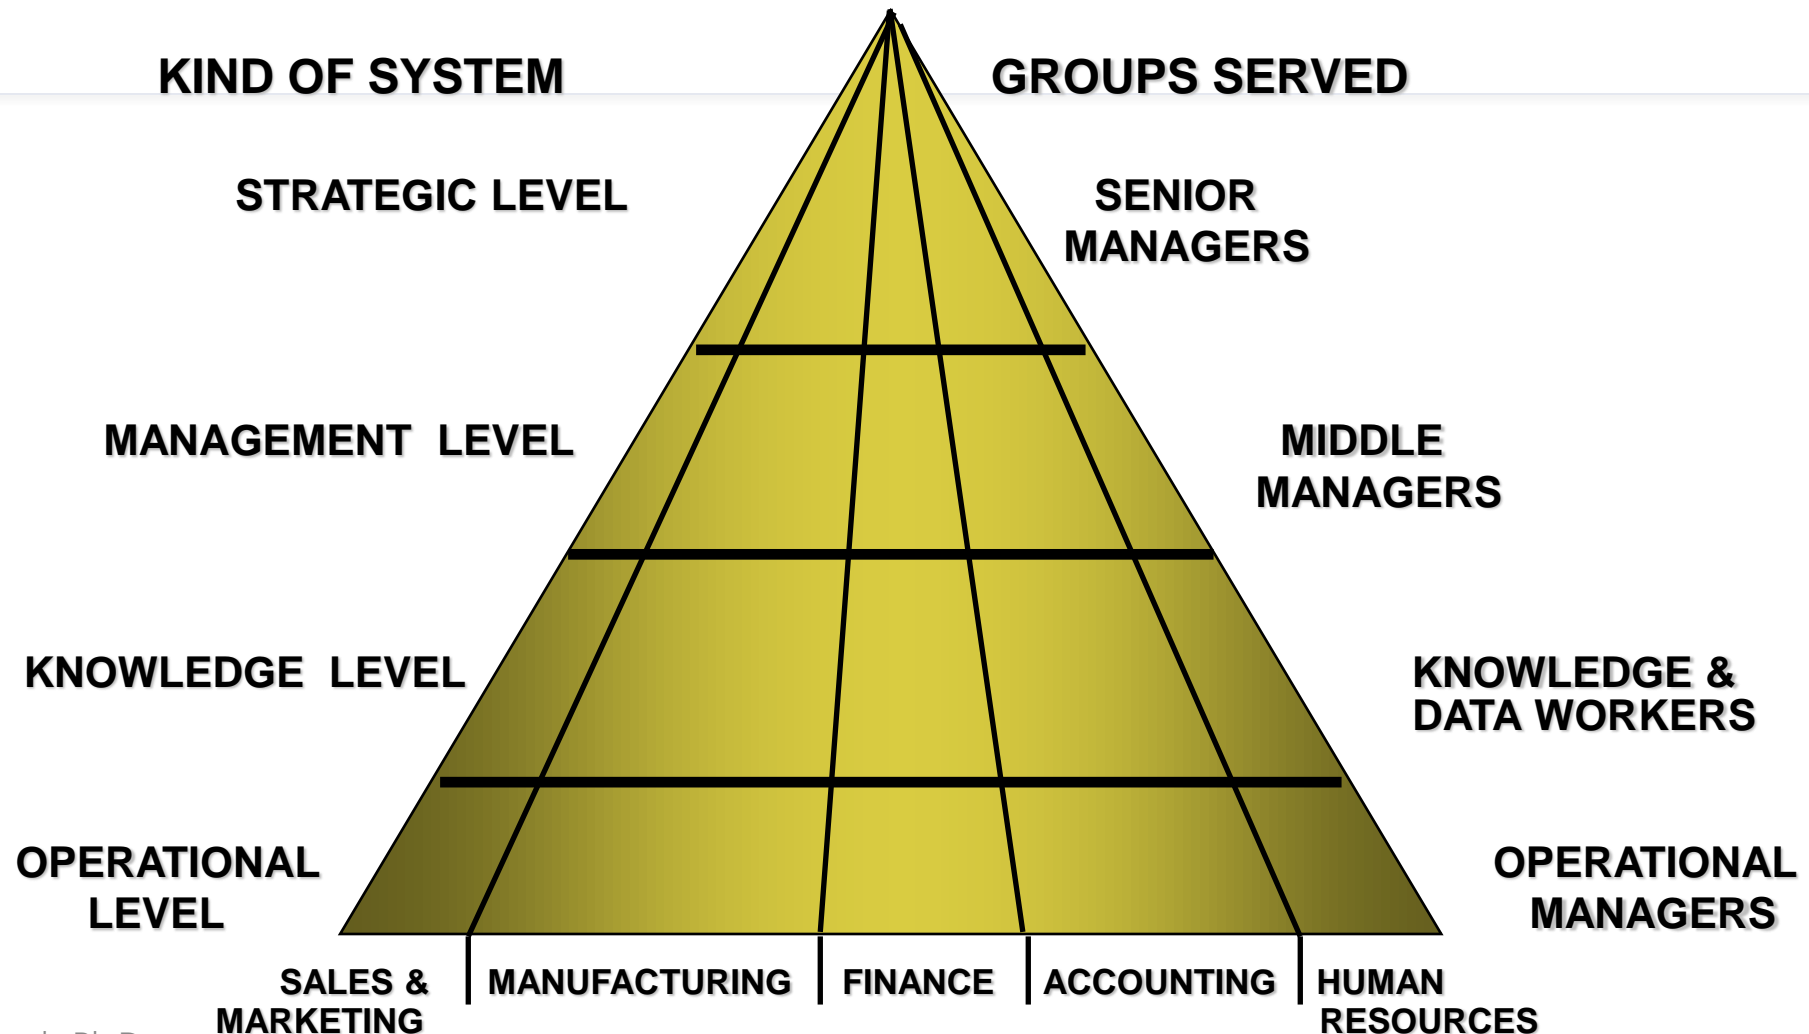 KIND OF SYSTEM
GROUPS SERVED
STRATEGIC LEVEL
SENIOR
MANAGERS
MANAGEMENT LEVEL
MIDDLE
MANAGERS
KNOWLEDGE LEVEL
KNOWLEDGE &
DATA WORKERS
OPERATIONAL
LEVEL
OPERATIONAL
MANAGERS
SALES &
MARKETING
MANUFACTURING
FINANCE
ACCOUNTING
HUMAN
RESOURCES